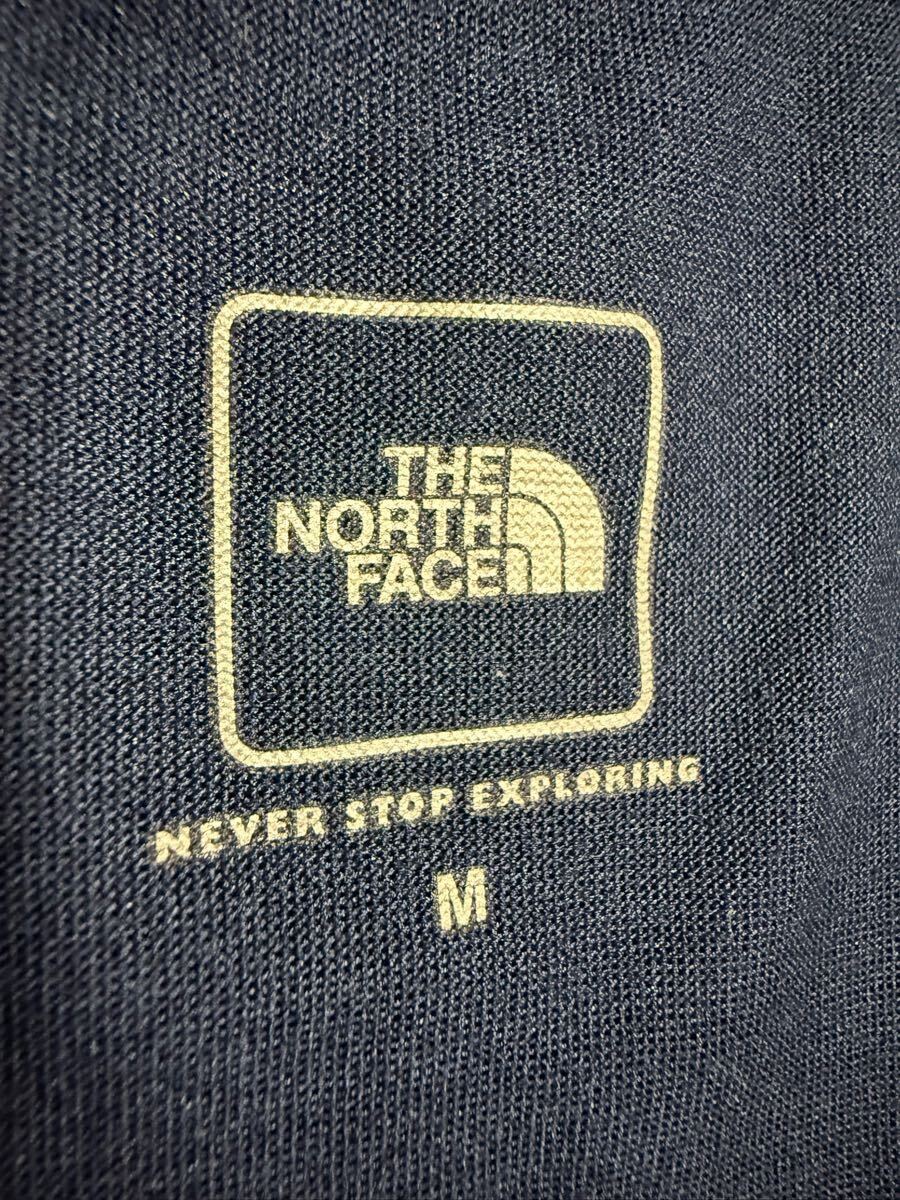 THE
NORTH
FACE
NEVER STOP EXPLORING
M